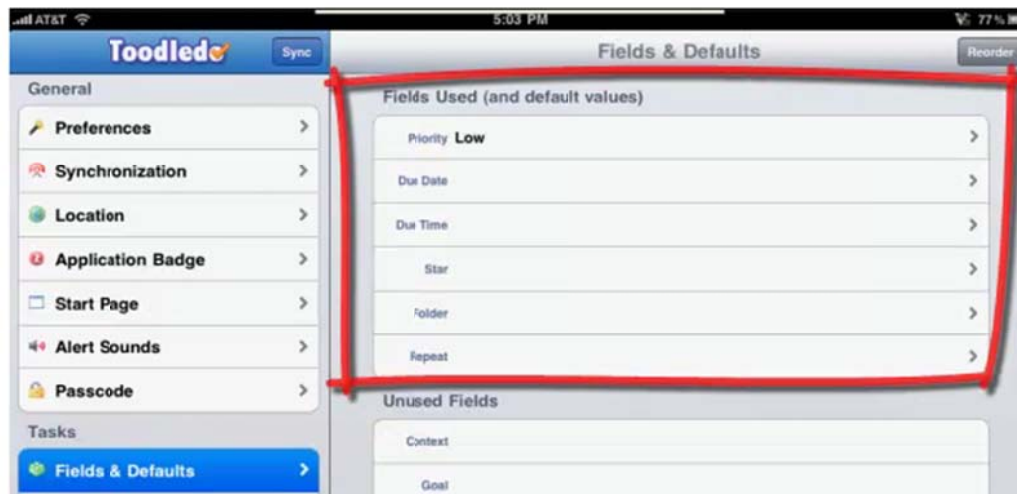 AT&T 5:03 PM 77%
Toodledo Sync Fields & Defaults Reorder
General
Preferences
Synchronization
Location
Application Badge
Start Page
Alert Sounds
Passcode
Tasks
Fields & Defaults
Fields Used (and default values)
Priority Low
Due Date
Due Time
Star
Folder
Repeat
Unused Fields
Context
Goal